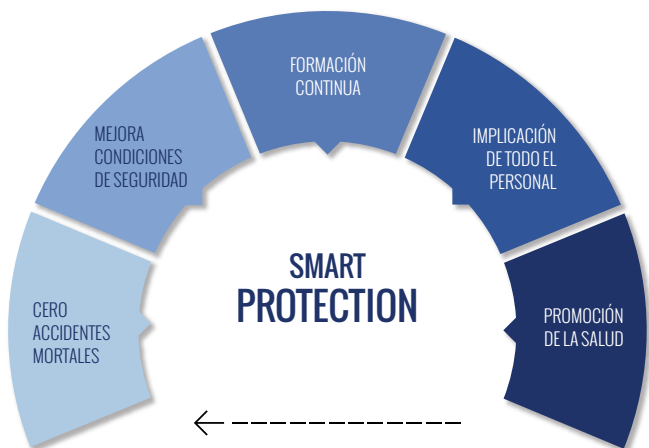 FORMACIÓN
CONTINUA
MEJORA
CONDICIONES
DE SEGURIDAD
IMPLICACIÓN
DE TODO EL
PERSONAL
SMART
PROTECTION
CERO
ACCIDENTES
MORTALES
PROMOCIÓN
DE LA SALUD